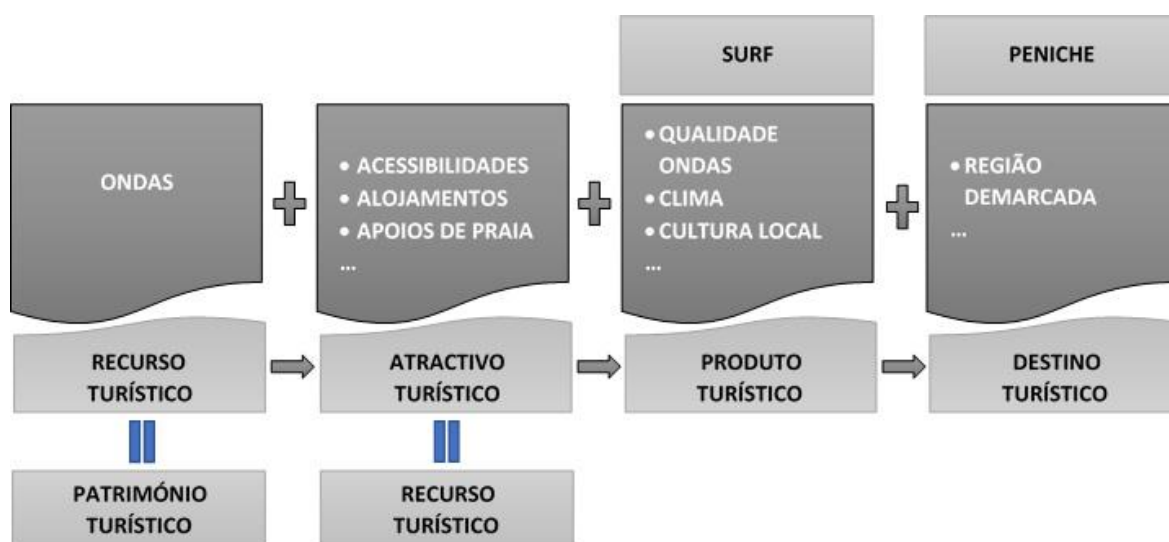 SURF
PENICHE
ONDAS
• ACESSIBILIDADES
• ALOJAMENTOS
• APOIOS DE PRAIA
...
• QUALIDADE
ONDAS
• CLIMA
• CULTURA LOCAL
...
• REGIÃO
DEMARCADA
...
RECURSO
TURÍSTICO
ATRACTIVO
TURÍSTICO
PRODUTO
TURÍSTICO
DESTINO
TURÍSTICO
PATRIMÓNIO
TURÍSTICO
RECURSO
TURÍSTICO